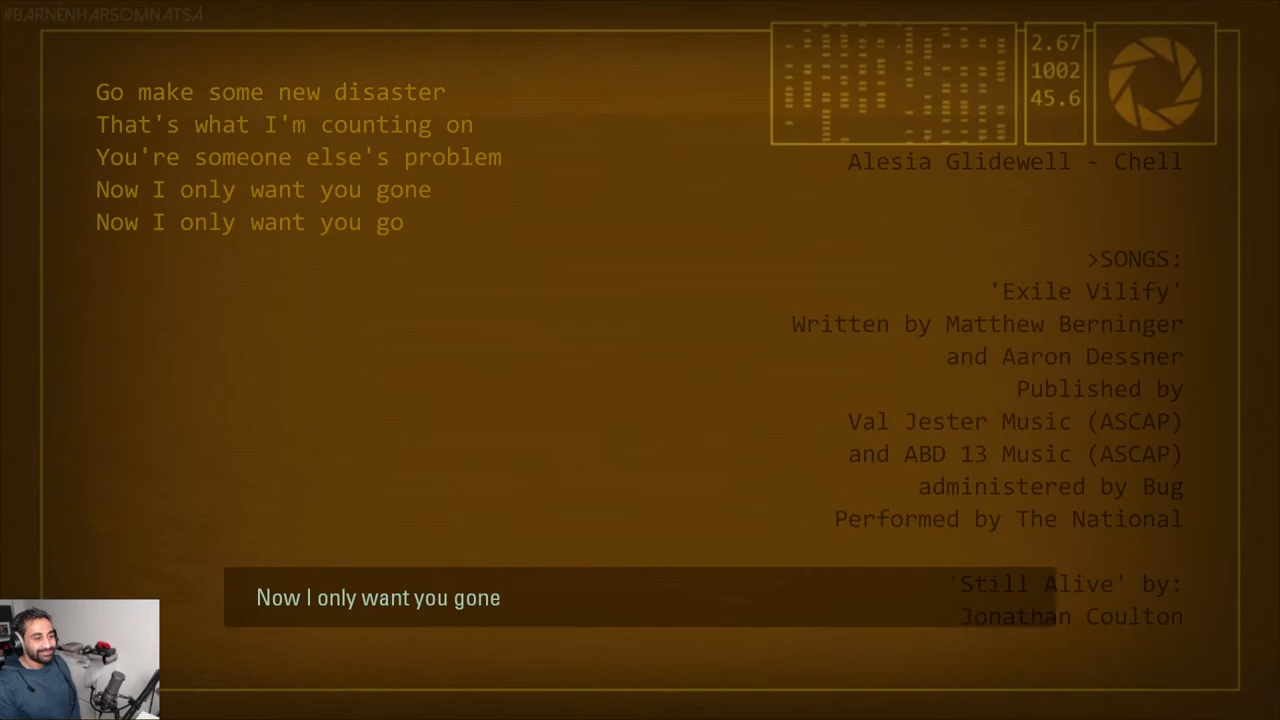 #BARNENHARSOMNATSÅ
Go make some new disaster
That's what I'm counting on
You're someone else's problem
Now I only want you gone
Now I only want you go
2.67
1002
45.6
Alesia Glidewell - Chell
>SONGS:
'Exile Vilify'
Written by Matthew Berninger
and Aaron Dessner
Published by
Val Jester Music (ASCAP)
and ABD 13 Music (ASCAP)
administered by Bug
Performed by The National
'Still Alive' by:
Jonathan Coulton
Now I only want you gone